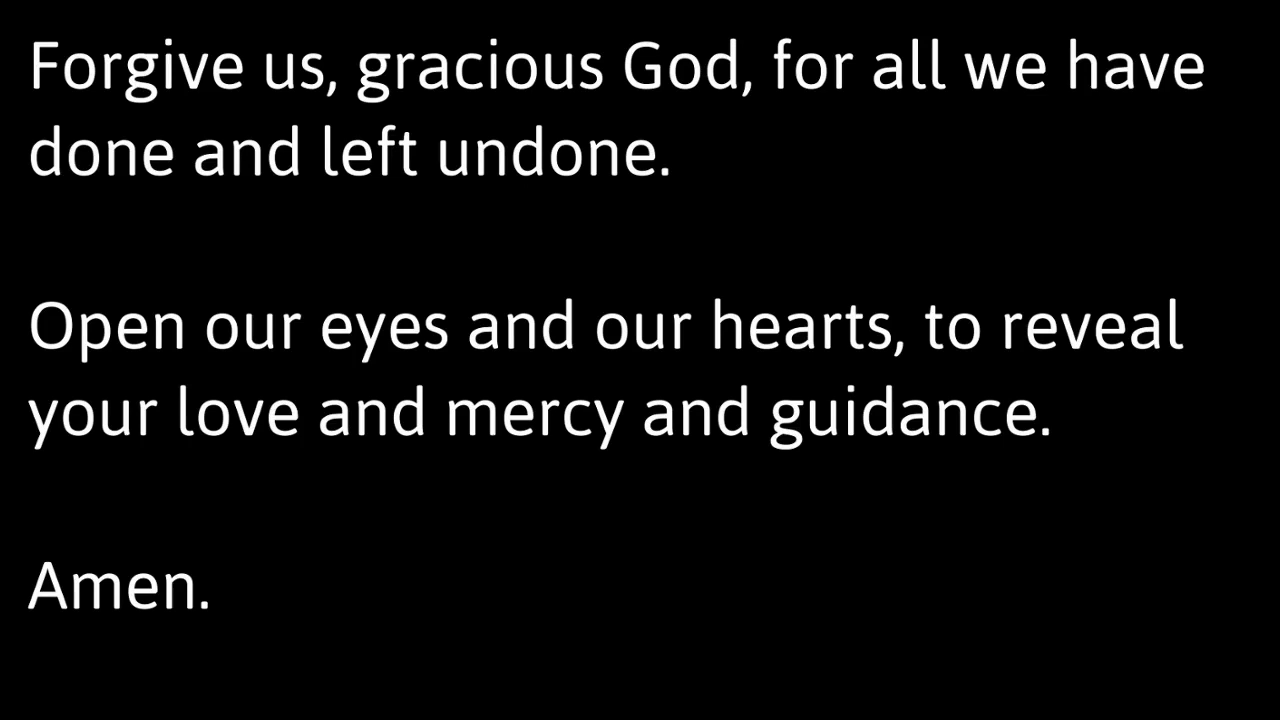 Forgive us, gracious God, for all we have
done and left undone.
Open our eyes and our hearts, to reveal
your love and mercy and guidance.
Amen.